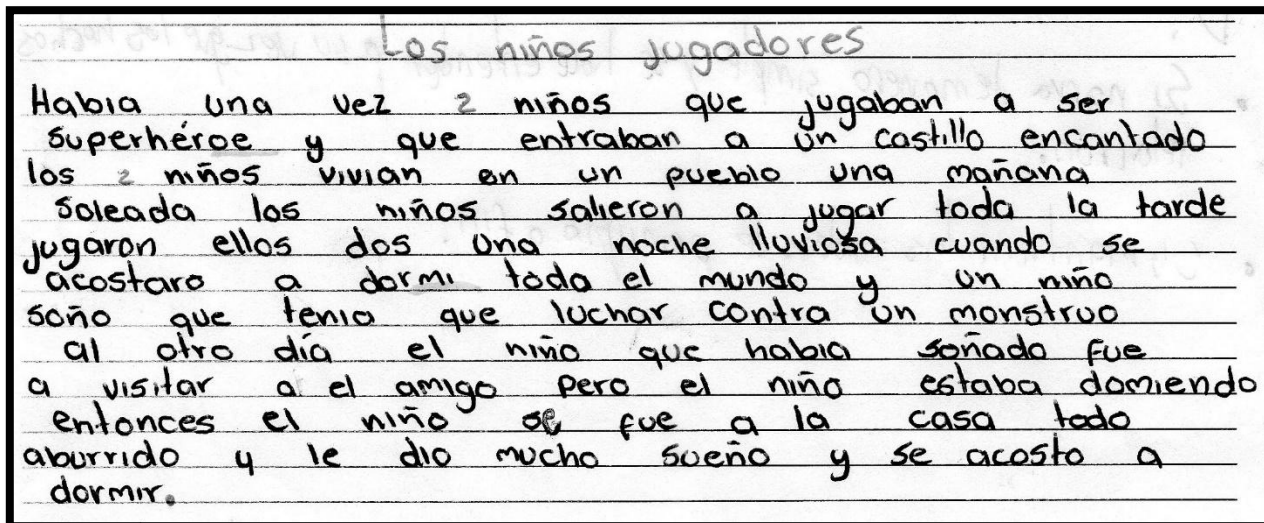 Los niños jugadores
Habia una vez 2 niños que jugaban a ser
superhéroe y que entraban a un castillo encantado
los 2 niños vivian en un pueblo una mañana
soleada los niños salieron a jugar toda la tarde
jugaron ellos dos una noche lluviosa cuando se
acostaro a dormi todo el mundo y un niño
soño que tenia que luchar contra un monstruo
al otro día el niño que habia soñado fue
a visitar a el amigo pero el niño estaba domiendo
entonces el niño se fue a la casa todo
aburrido y le dio mucho sueño y se acosto a
dormir.